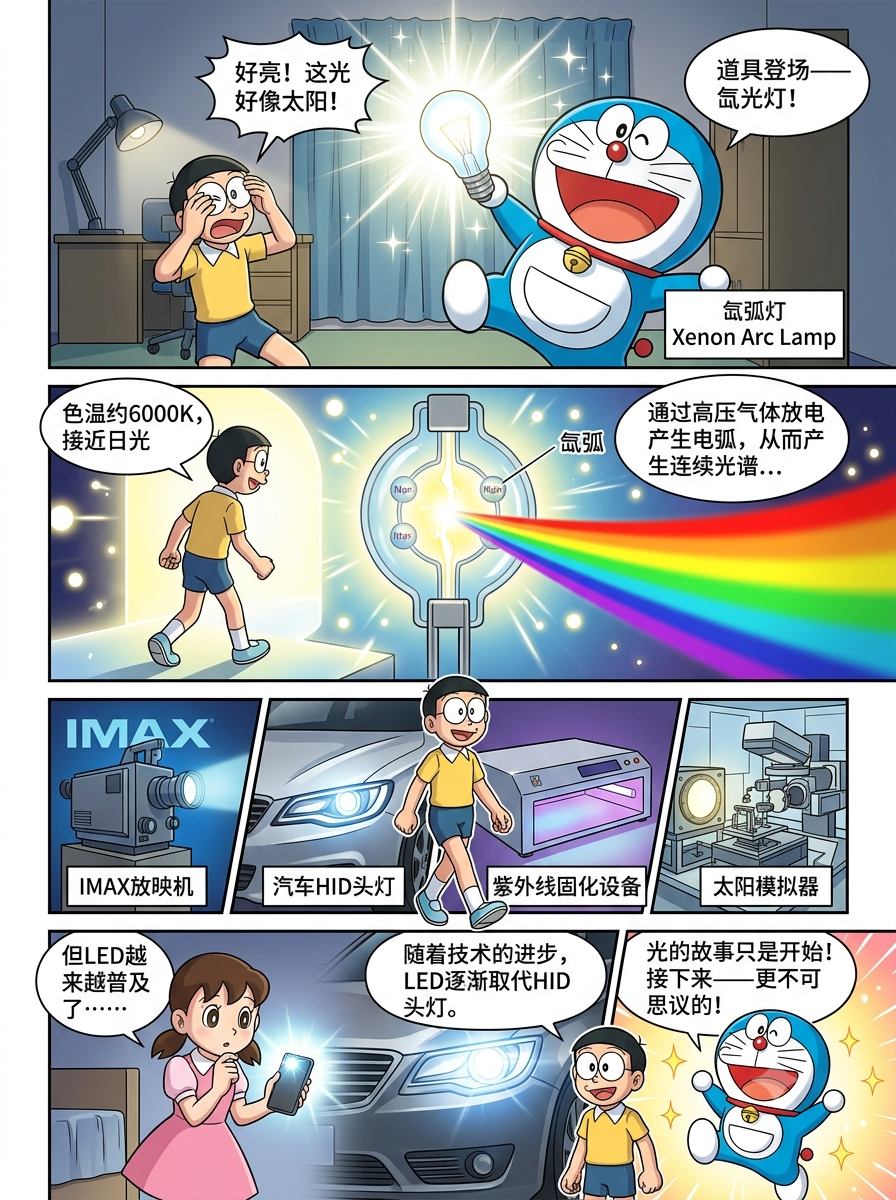 好亮！这光
好像太阳！
道具登场——
氙光灯！
氙弧灯
Xenon Arc Lamp
色温约6000K，
接近日光
氙弧
通过高压气体放电
产生电弧，从而产
生连续光谱…
IMAX
IMAX放映机
汽车HID头灯
紫外线固化设备
太阳模拟器
但LED越
来越普及
了……
随着技术的进步，
LED逐渐取代HID
头灯。
光的故事只是开始！
接下来——更不可
思议的！